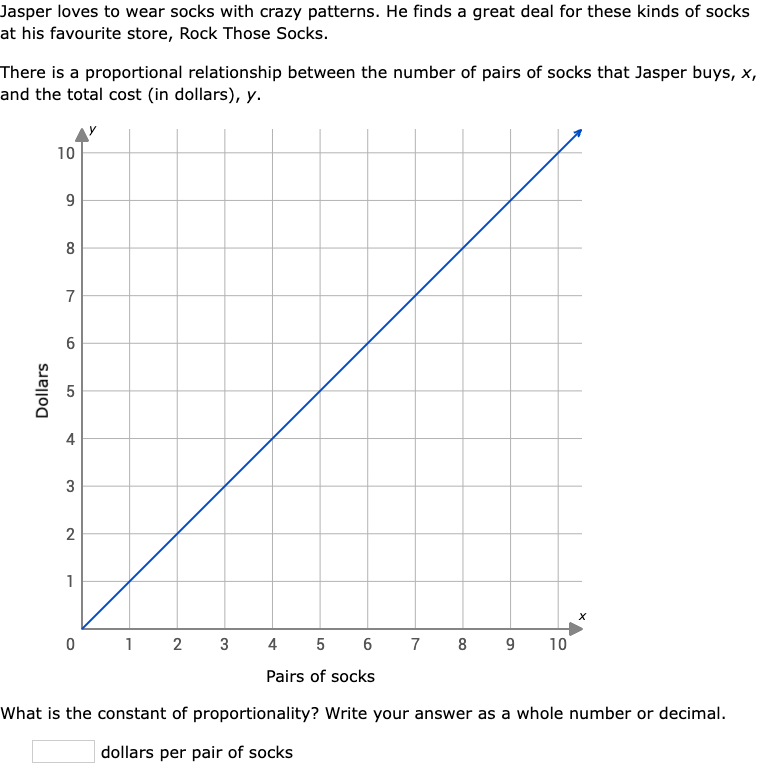 Jasper loves to wear socks with crazy patterns. He finds a great deal for these kinds of socks
at his favourite store, Rock Those Socks.
There is a proportional relationship between the number of pairs of socks that Jasper buys, x,
and the total cost (in dollars), y.
y
10
9
8
7
6
5
4
3
2
1
Dollars
x
0 1 2 3 4 5 6 7 8 9 10
Pairs of socks
What is the constant of proportionality? Write your answer as a whole number or decimal.
dollars per pair of socks